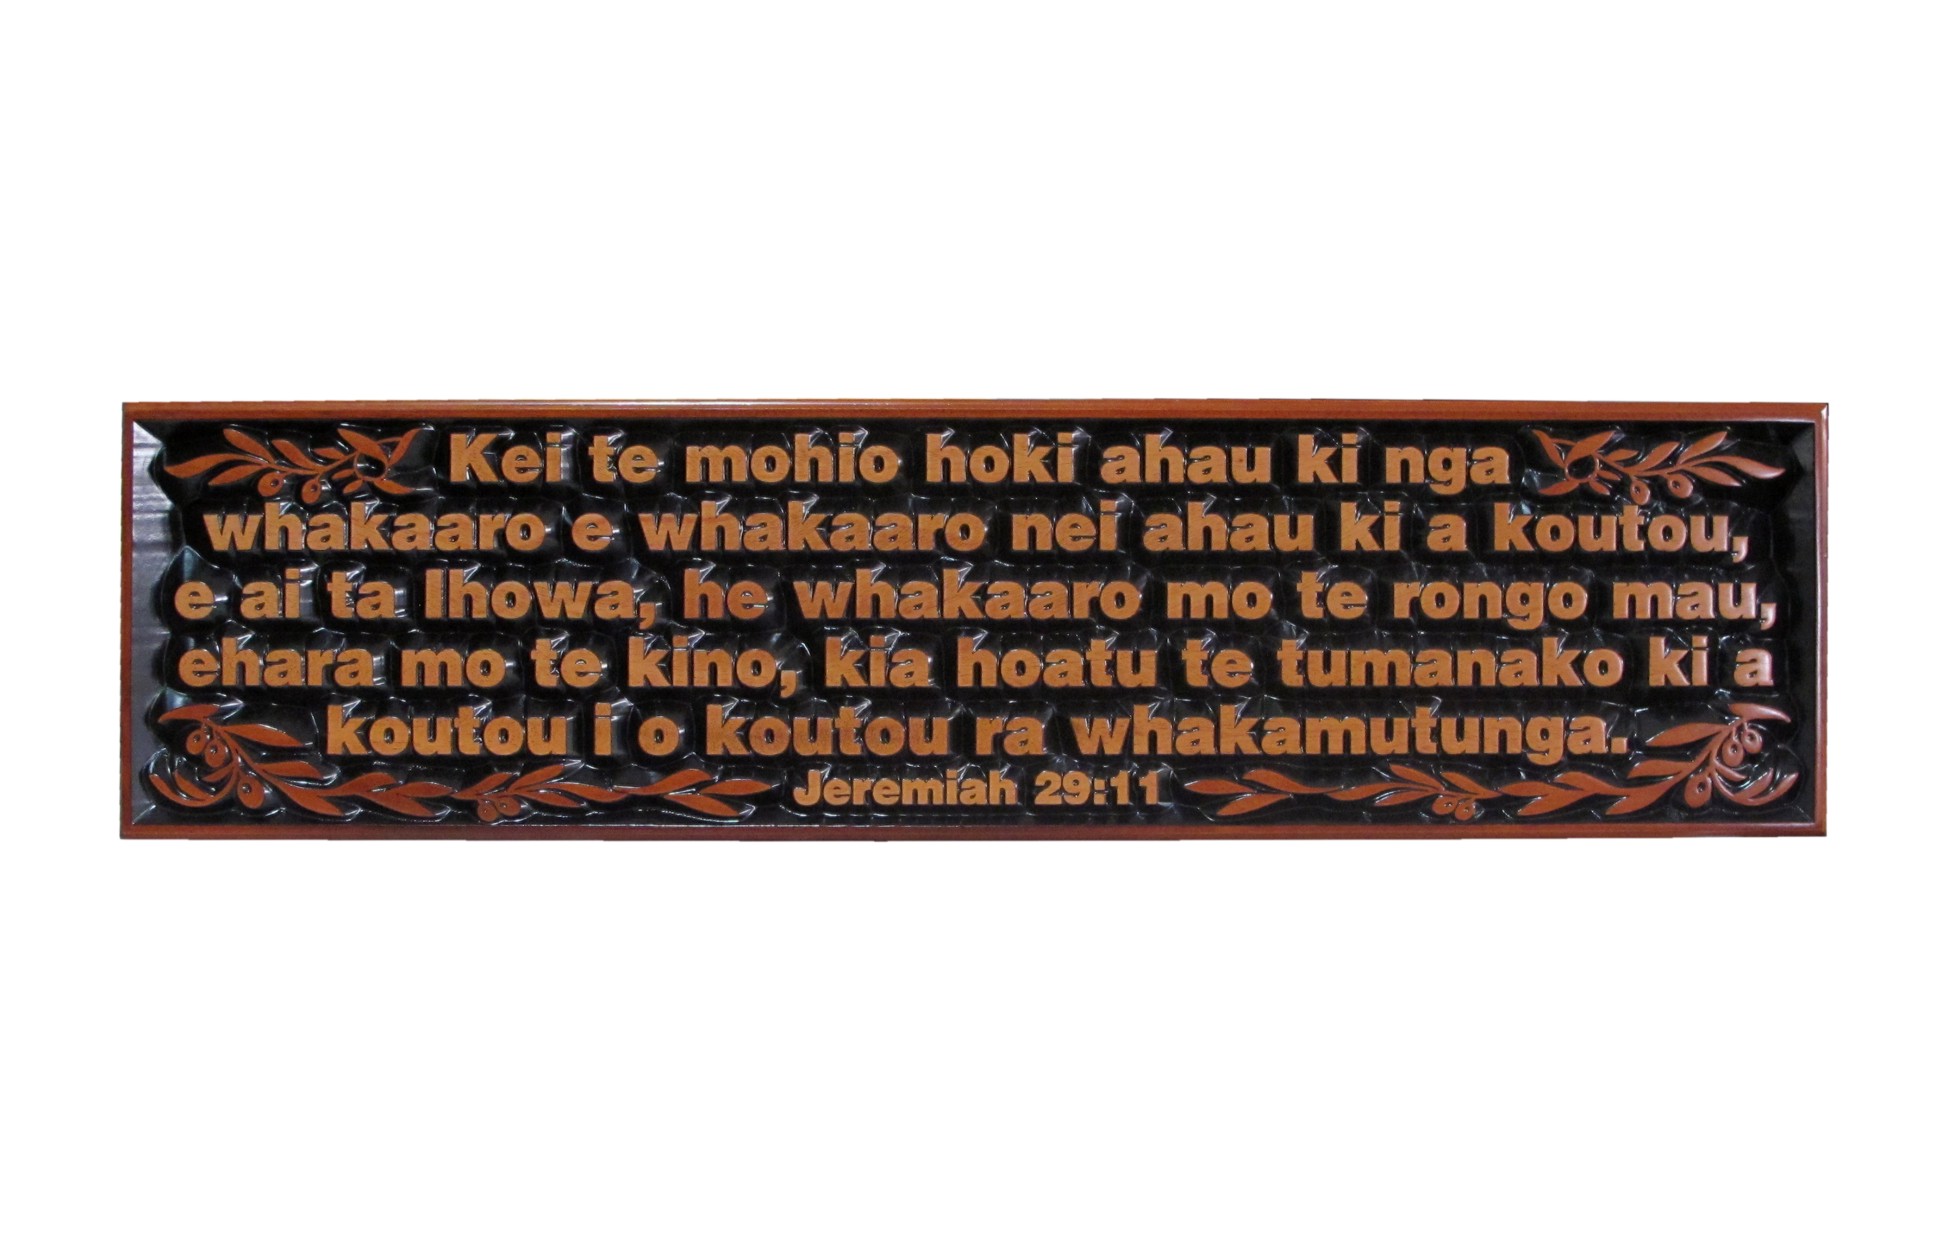 Kei te mohio hoki ahau ki nga
whakaaro e whakaaro nei ahau ki a koutou,
e ai ta Ihowa, he whakaaro mo te rongo mau,
ehara mo te kino, kia hoatu te tumanako ki a
koutou i o koutou ra whakamutunga.
Jeremiah 29:11